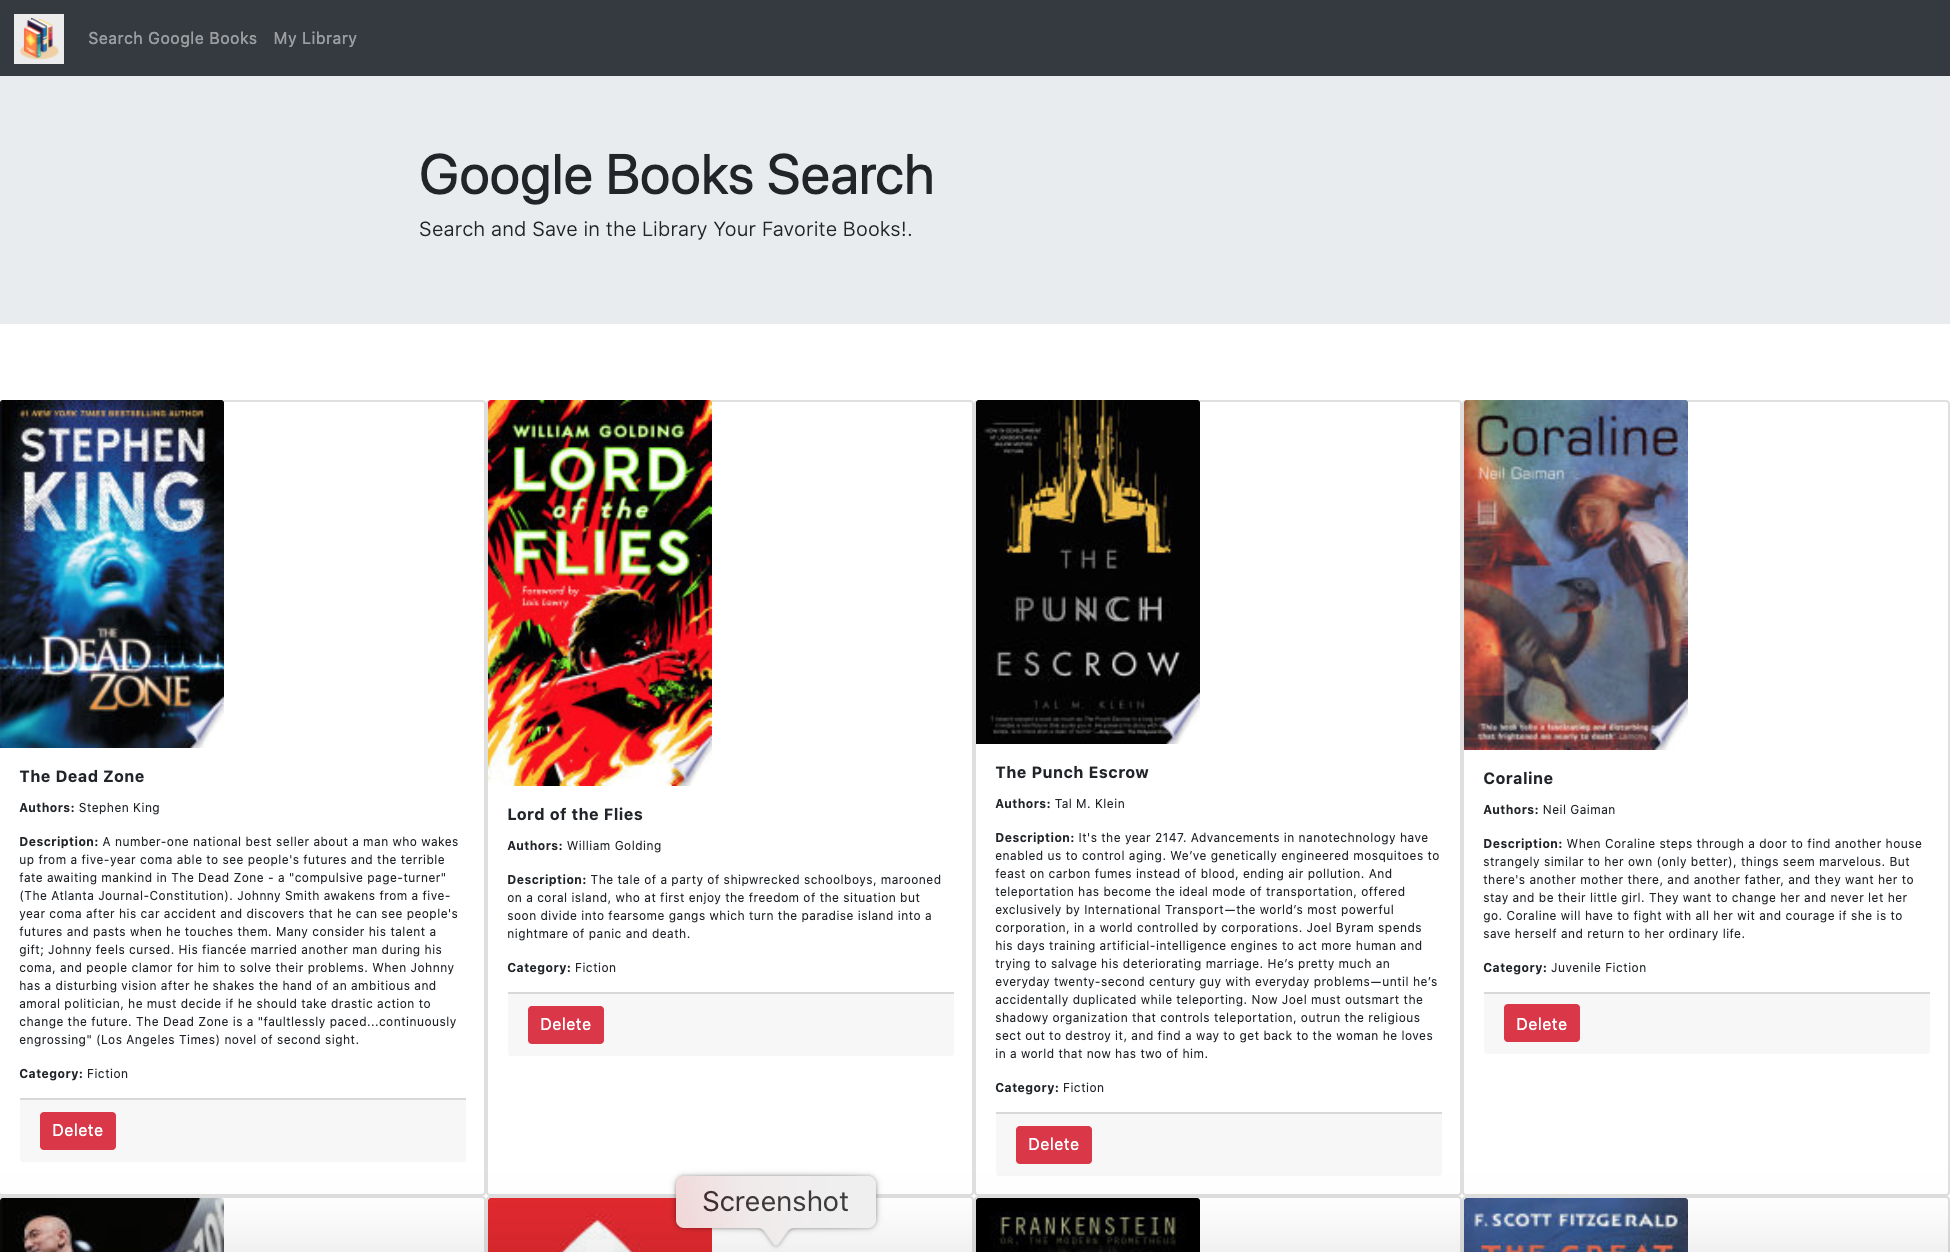 Search Google Books My Library
Google Books Search
Search and Save in the Library Your Favorite Books!.
#1 NEW YORK TIMES BESTSELLING AUTHOR
STEPHEN
KING
THE
DEAD
ZONE
The Dead Zone
Authors: Stephen King
Description: A number-one national best seller about a man who wakes
up from a five-year coma able to see people's futures and the terrible
fate awaiting mankind in The Dead Zone - a "compulsive page-turner"
(The Atlanta Journal-Constitution). Johnny Smith awakens from a five-
year coma after his car accident and discovers that he can see people's
futures and pasts when he touches them. Many consider his talent a
gift; Johnny feels cursed. His fiancée married another man during his
coma, and people clamor for him to solve their problems. When Johnny
has a disturbing vision after he shakes the hand of an ambitious and
amoral politician, he must decide if he should take drastic action to
change the future. The Dead Zone is a "faultlessly paced...continuously
engrossing" (Los Angeles Times) novel of second sight.
Category: Fiction
Delete
WILLIAM GOLDING
LORD
of the
FLIES
Foreword by
Lois Lowry
Lord of the Flies
Authors: William Golding
Description: The tale of a party of shipwrecked schoolboys, marooned
on a coral island, who at first enjoy the freedom of the situation but
soon divide into fearsome gangs which turn the paradise island into a
nightmare of panic and death.
Category: Fiction
Delete
THE
PUNCH
ESCROW
TAL M. KLEIN
The Punch Escrow
Authors: Tal M. Klein
Description: It's the year 2147. Advancements in nanotechnology have
enabled us to control aging. We’ve genetically engineered mosquitoes to
feast on carbon fumes instead of blood, ending air pollution. And
teleportation has become the ideal mode of transportation, offered
exclusively by International Transport—the world’s most powerful
corporation, in a world controlled by corporations. Joel Byram spends
his days training artificial-intelligence engines to act more human and
trying to salvage his deteriorating marriage. He’s pretty much an
everyday twenty-second century guy with everyday problems—until he’s
accidentally duplicated while teleporting. Now Joel must outsmart the
shadowy organization that controls teleportation, outrun the religious
sect out to destroy it, and find a way to get back to the woman he loves
in a world that now has two of him.
Category: Fiction
Delete
Coraline
Neil Gaiman
'This book tells a fascinating and disturbing
that frightened me nearly to death'
Coraline
Authors: Neil Gaiman
Description: When Coraline steps through a door to find another house
strangely similar to her own (only better), things seem marvelous. But
there's another mother there, and another father, and they want her to
stay and be their little girl. They want to change her and never let her
go. Coraline will have to fight with all her wit and courage if she is to
save herself and return to her ordinary life.
Category: Juvenile Fiction
Delete
Screenshot
FRANKENSTEIN
OR, THE MODERN PROMETHEUS
F. SCOTT FITZGERALD
THE GREAT